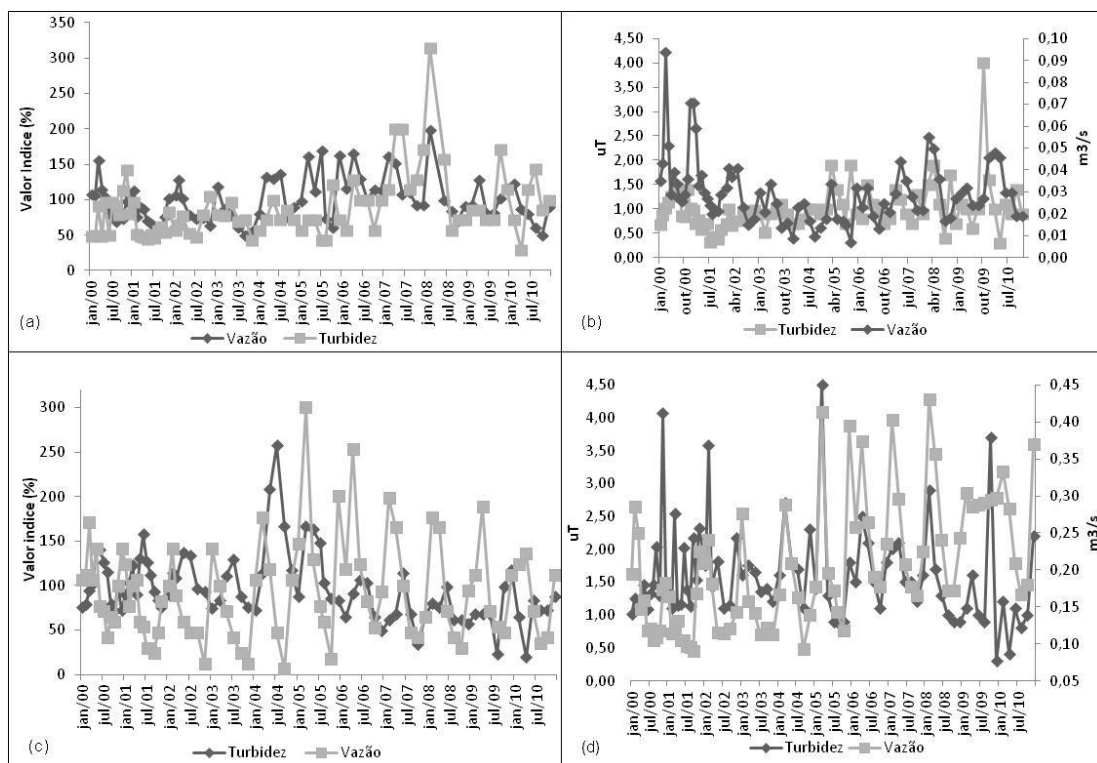 350
300
250
200
150
100
50
0
Valor Indice (%)
jan/00
jul/00
jan/01
jul/01
jan/02
jul/02
jan/03
jul/03
jan/04
jul/04
jan/05
jul/05
jan/06
jul/06
jan/07
jul/07
jan/08
jul/08
jan/09
jul/09
jan/10
jul/10
(a)
Vazão Turbidez
4,50
4,00
3,50
3,00
2,50
2,00
1,50
1,00
0,50
0,00
uT
0,10
0,09
0,08
0,07
0,06
0,05
0,04
0,03
0,02
0,01
0,00
m3/s
jan/00
out/00
jul/01
abr/02
jan/03
out/03
jul/04
abr/05
jan/06
out/06
jul/07
abr/08
jan/09
out/09
jul/10
(b)
Turbidez Vazão
300
250
200
150
100
50
0
Valor indice (%)
jan/00
jul/00
jan/01
jul/01
jan/02
jul/02
jan/03
jul/03
jan/04
jul/04
jan/05
jul/05
jan/06
jul/06
jan/07
jul/07
jan/08
jul/08
jan/09
jul/09
jan/10
jul/10
(c)
Turbidez Vazão
4,50
4,00
3,50
3,00
2,50
2,00
1,50
1,00
0,50
0,00
uT
0,45
0,40
0,35
0,30
0,25
0,20
0,15
0,10
0,05
m3/s
jan/00
jul/00
jan/01
jul/01
jan/02
jul/02
jan/03
jul/03
jan/04
jul/04
jan/05
jul/05
jan/06
jul/06
jan/07
jul/07
jan/08
jul/08
jan/09
jul/09
jan/10
jul/10
(d)
Turbidez Vazão